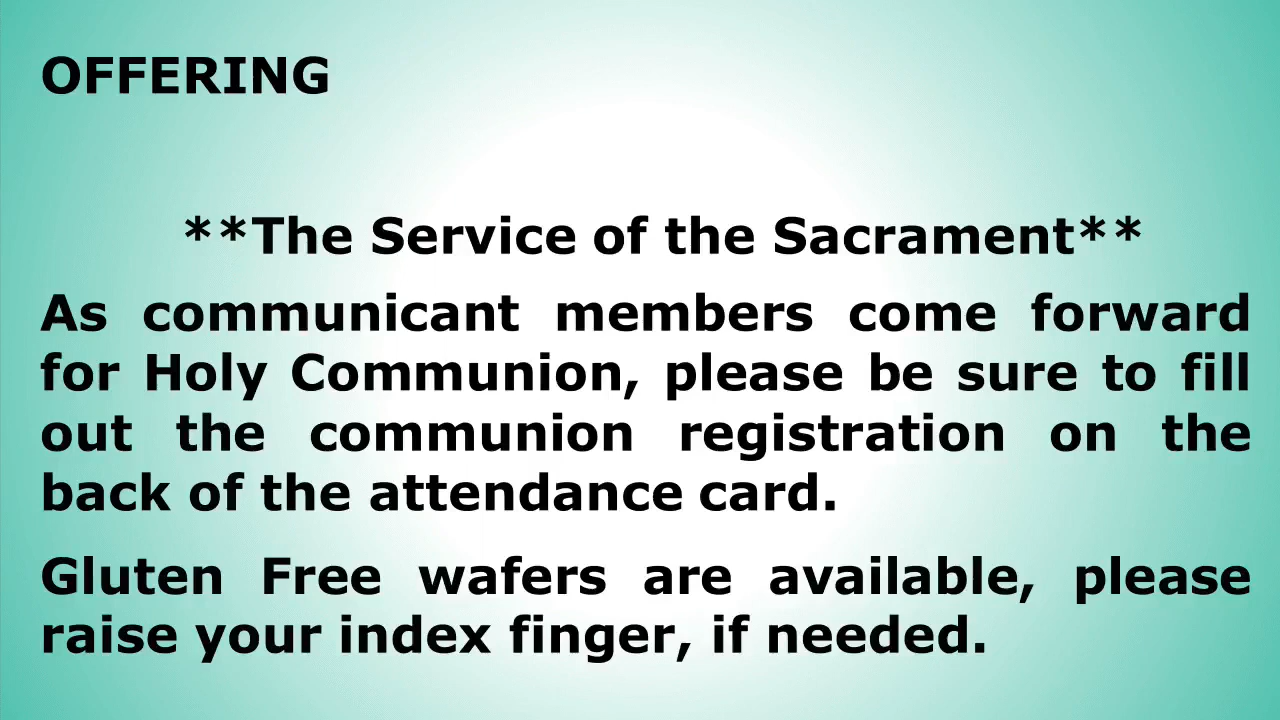 OFFERING
**The Service of the Sacrament**
As communicant members come forward
for Holy Communion, please be sure to fill
out the communion registration on the
back of the attendance card.
Gluten Free wafers are available, please
raise your index finger, if needed.